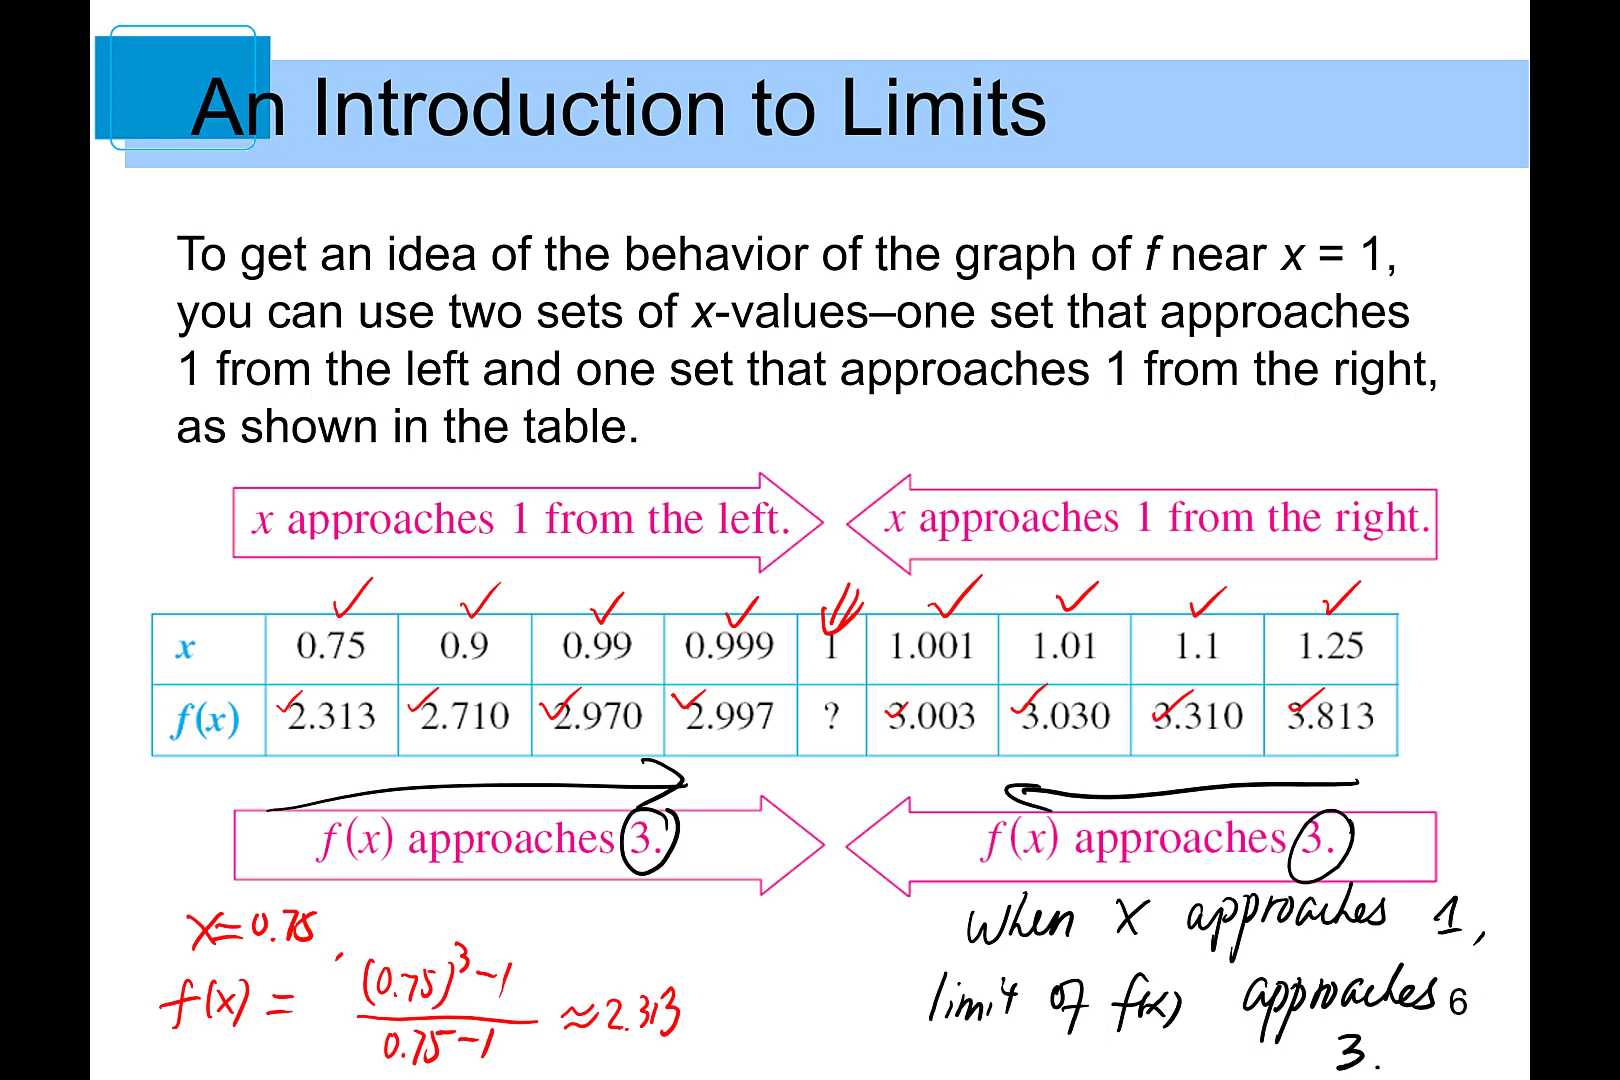 An Introduction to Limits
To get an idea of the behavior of the graph of f near x = 1,
you can use two sets of x-values–one set that approaches
1 from the left and one set that approaches 1 from the right,
as shown in the table.
x approaches 1 from the left. x approaches 1 from the right.
x 0.75 0.9 0.99 0.999 1 1.001 1.01 1.1 1.25
f(x) 2.313 2.710 2.970 2.997 ? 3.003 3.030 3.310 3.813
f(x) approaches 3. f(x) approaches 3.
x=0.75,
f(x) = (0.75)³-1 / 0.75-1 ≈2.313
When x approaches 1,
limit of f(x) approaches
3.
6